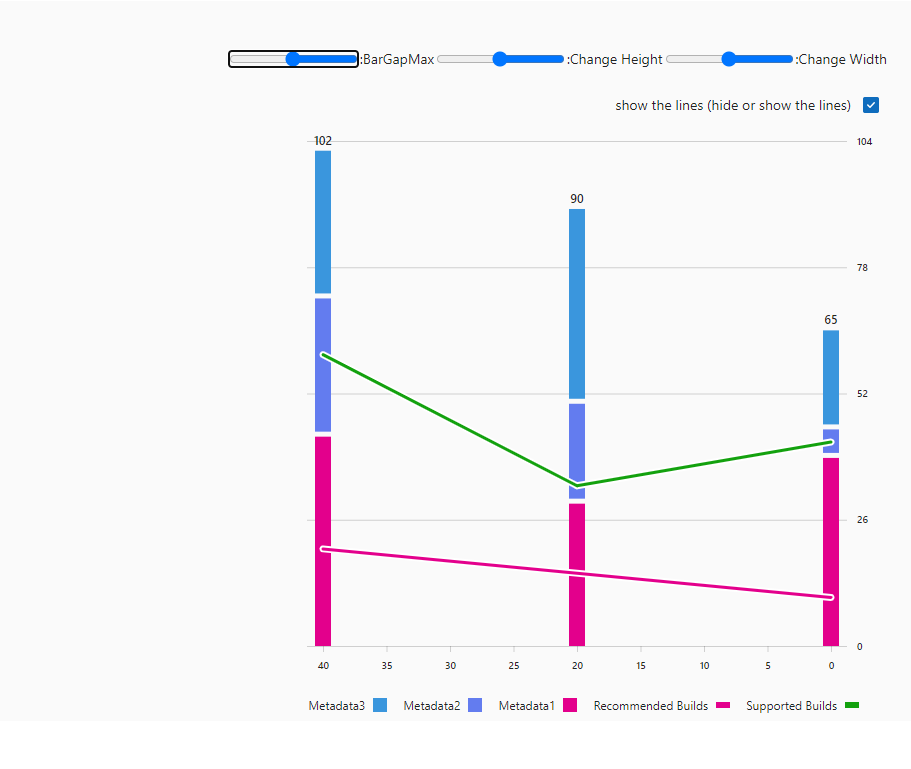 :BarGapMax :Change Height :Change Width
show the lines (hide or show the lines)
102
104
90
78
65
52
26
0
40 35 30 25 20 15 10 5 0
Metadata3 Metadata2 Metadata1 Recommended Builds Supported Builds